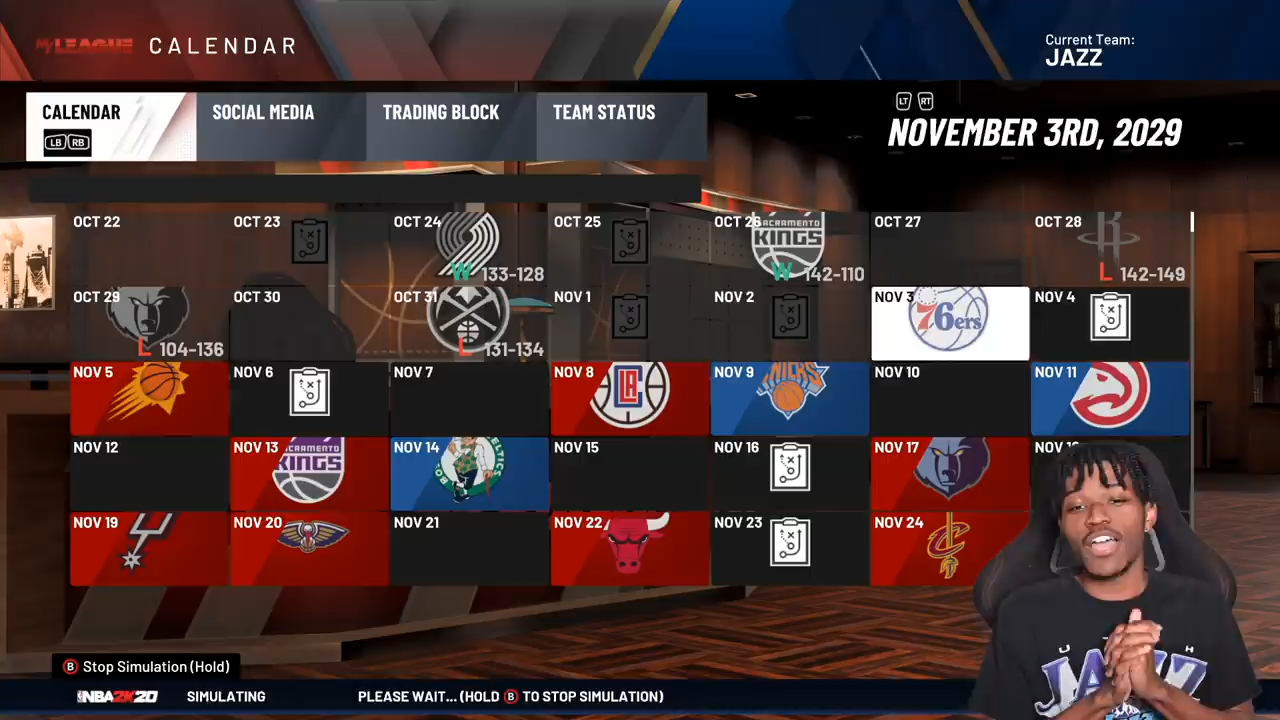 MyLEAGUE CALENDAR
Current Team:
JAZZ
CALENDAR SOCIAL MEDIA TRADING BLOCK TEAM STATUS
LB RB
LT RT
NOVEMBER 3RD, 2029
OCT 22 OCT 23 OCT 24 OCT 25 OCT 26 OCT 27 OCT 28
SACRAMENTO
KINGS
W 133-128 W 142-110 L 142-149
OCT 29 OCT 30 OCT 31 NOV 1 NOV 2 NOV 3 NOV 4
76ers
L 104-136 L 131-134
NOV 5 NOV 6 NOV 7 NOV 8 NOV 9 NOV 10 NOV 11
LA KNICKS
NOV 12 NOV 13 NOV 14 NOV 15 NOV 16 NOV 17
KINGS
NOV 19 NOV 20 NOV 21 NOV 22 NOV 23 NOV 24
UTAH
JAZZ
B Stop Simulation (Hold)
NBA2K20 SIMULATING PLEASE WAIT... (HOLD B TO STOP SIMULATION)